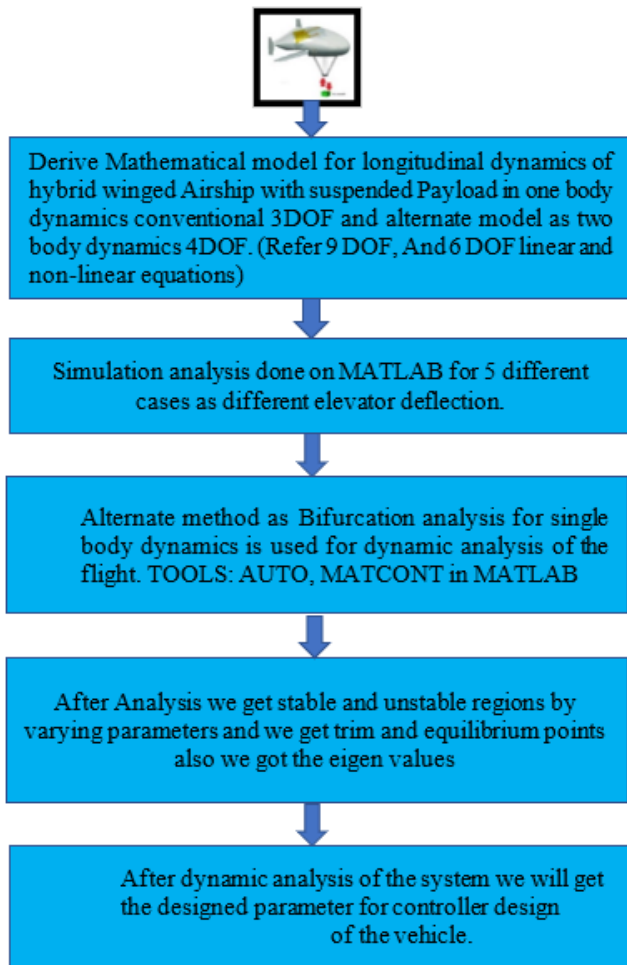 Derive Mathematical model for longitudinal dynamics of
hybrid winged Airship with suspended Payload in one body
dynamics conventional 3DOF and alternate model as two
body dynamics 4DOF. (Refer 9 DOF, And 6 DOF linear and
non-linear equations)
Simulation analysis done on MATLAB for 5 different
cases as different elevator deflection.
Alternate method as Bifurcation analysis for single
body dynamics is used for dynamic analysis of the
flight. TOOLS: AUTO, MATCONT in MATLAB
After Analysis we get stable and unstable regions by
varying parameters and we get trim and equilibrium points
also we got the eigen values
After dynamic analysis of the system we will get
the designed parameter for controller design
of the vehicle.